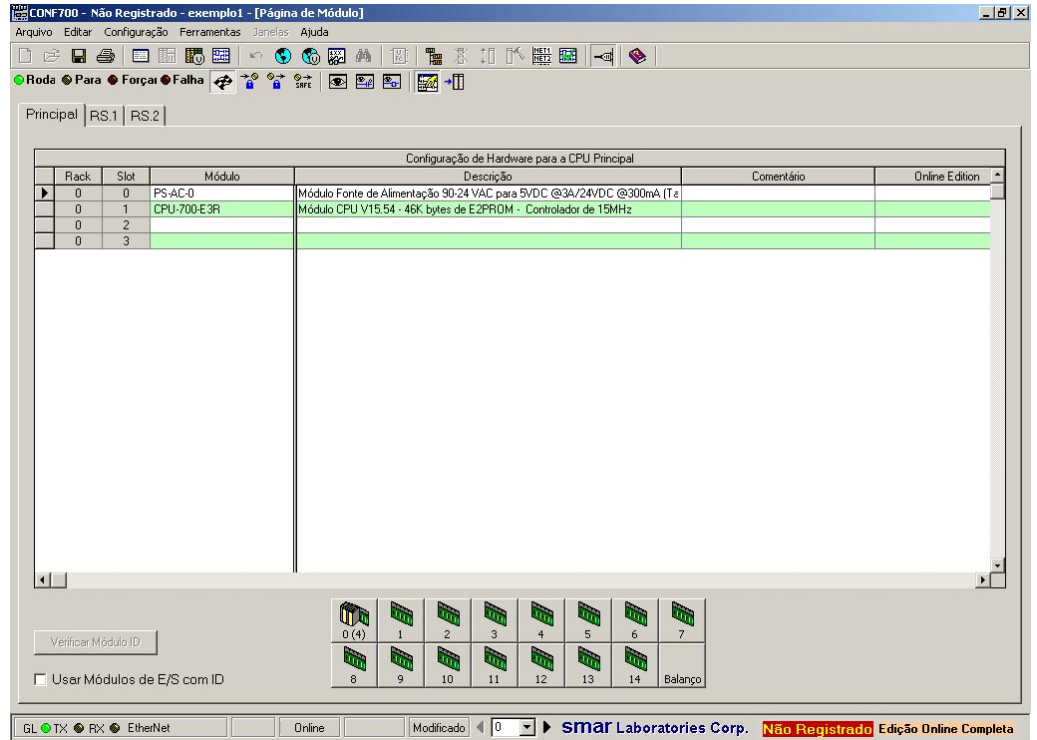 CONF700 - Não Registrado - exemplo1 - [Página de Módulo]
Arquivo Editar Configuração Ferramentas Janelas Ajuda
NET1 NET2
Roda Para Forçar Falha SAFE
Principal RS.1 RS.2
Configuração de Hardware para a CPU Principal
Rack Slot Módulo Descrição Comentário Online Edition
0 0 PS-AC-0 Módulo Fonte de Alimentação 90-24 VAC para 5VDC @3A/24VDC @300mA (Ta
0 1 CPU-700-E3R Módulo CPU V15.54 - 46K bytes de E2PROM - Controlador de 15MHz
0 2
0 3
0 (4) 1 2 3 4 5 6 7
Verificar Módulo ID
Usar Módulos de E/S com ID
8 9 10 11 12 13 14 Balanço
GL TX RX EtherNet Online Modificado 0 smar Laboratories Corp. Não Registrado Edição Online Completa